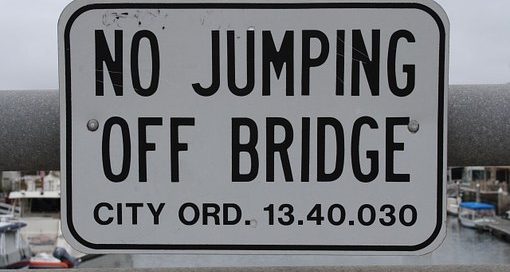 NO JUMPING
OFF BRIDGE
CITY ORD. 13.40.030